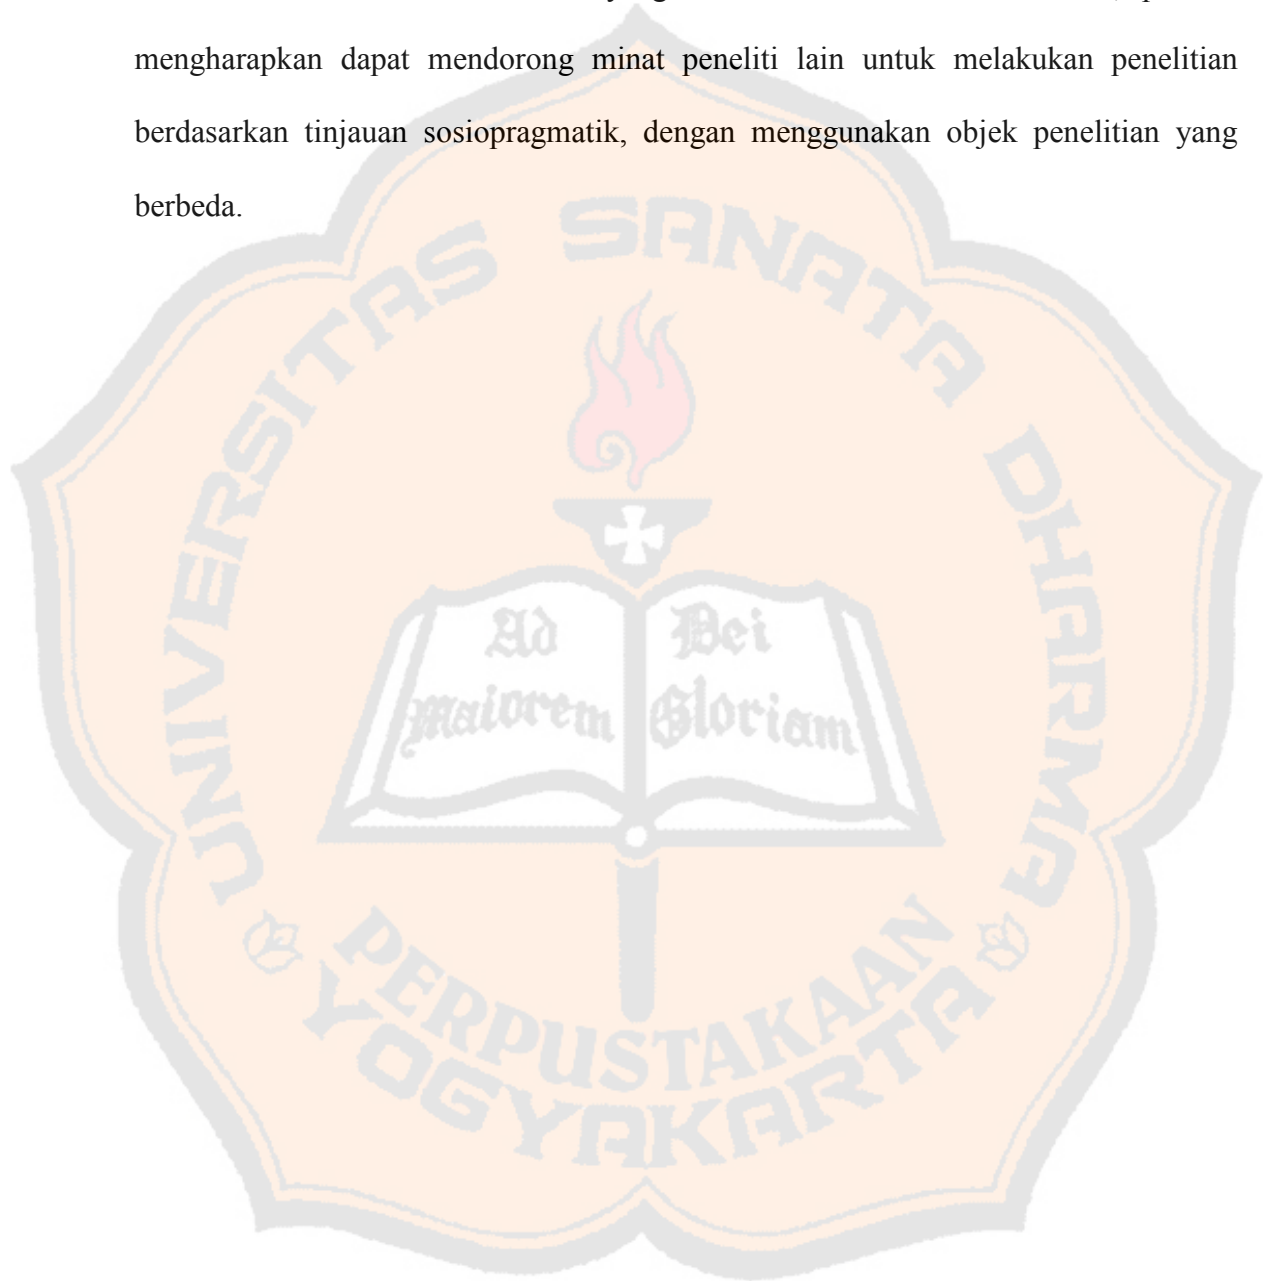 mengharapkan dapat mendorong minat peneliti lain untuk melakukan penelitian
berdasarkan tinjauan sosiopragmatik, dengan menggunakan objek penelitian yang
berbeda.
UNIVERSITAS SANATA DHARMA
Ad Dei
maiorem Gloriam
PERPUSTAKAAN
YOGYAKARTA